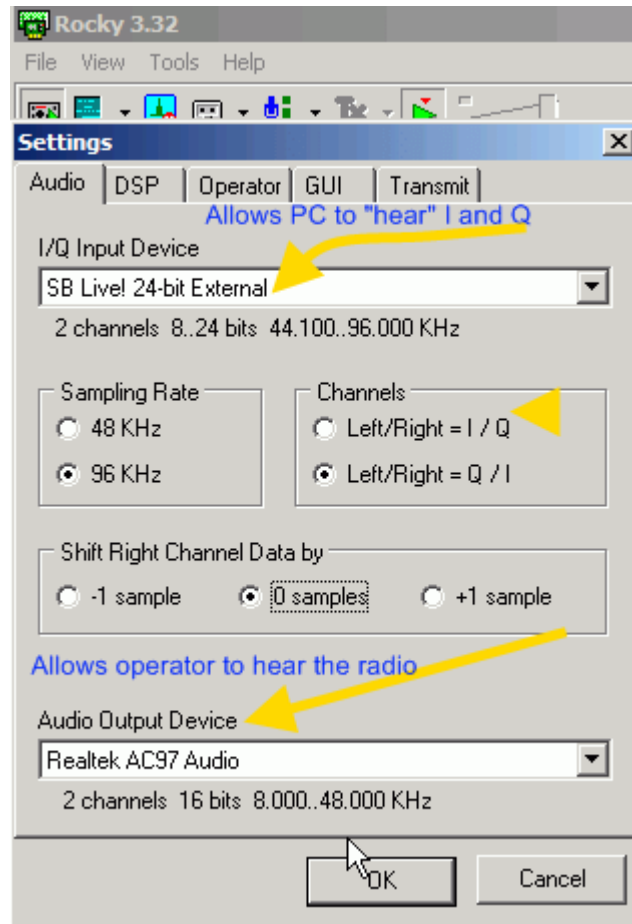 Rocky 3.32
File View Tools Help
Tx
Settings
Audio DSP Operator GUI Transmit
Allows PC to "hear" I and Q
I/Q Input Device
SB Live! 24-bit External
2 channels 8..24 bits 44.100..96.000 KHz
Sampling Rate Channels
48 KHz Left/Right = I / Q
96 KHz Left/Right = Q / I
Shift Right Channel Data by
-1 sample 0 samples +1 sample
Allows operator to hear the radio
Audio Output Device
Realtek AC97 Audio
2 channels 16 bits 8.000..48.000 KHz
OK Cancel